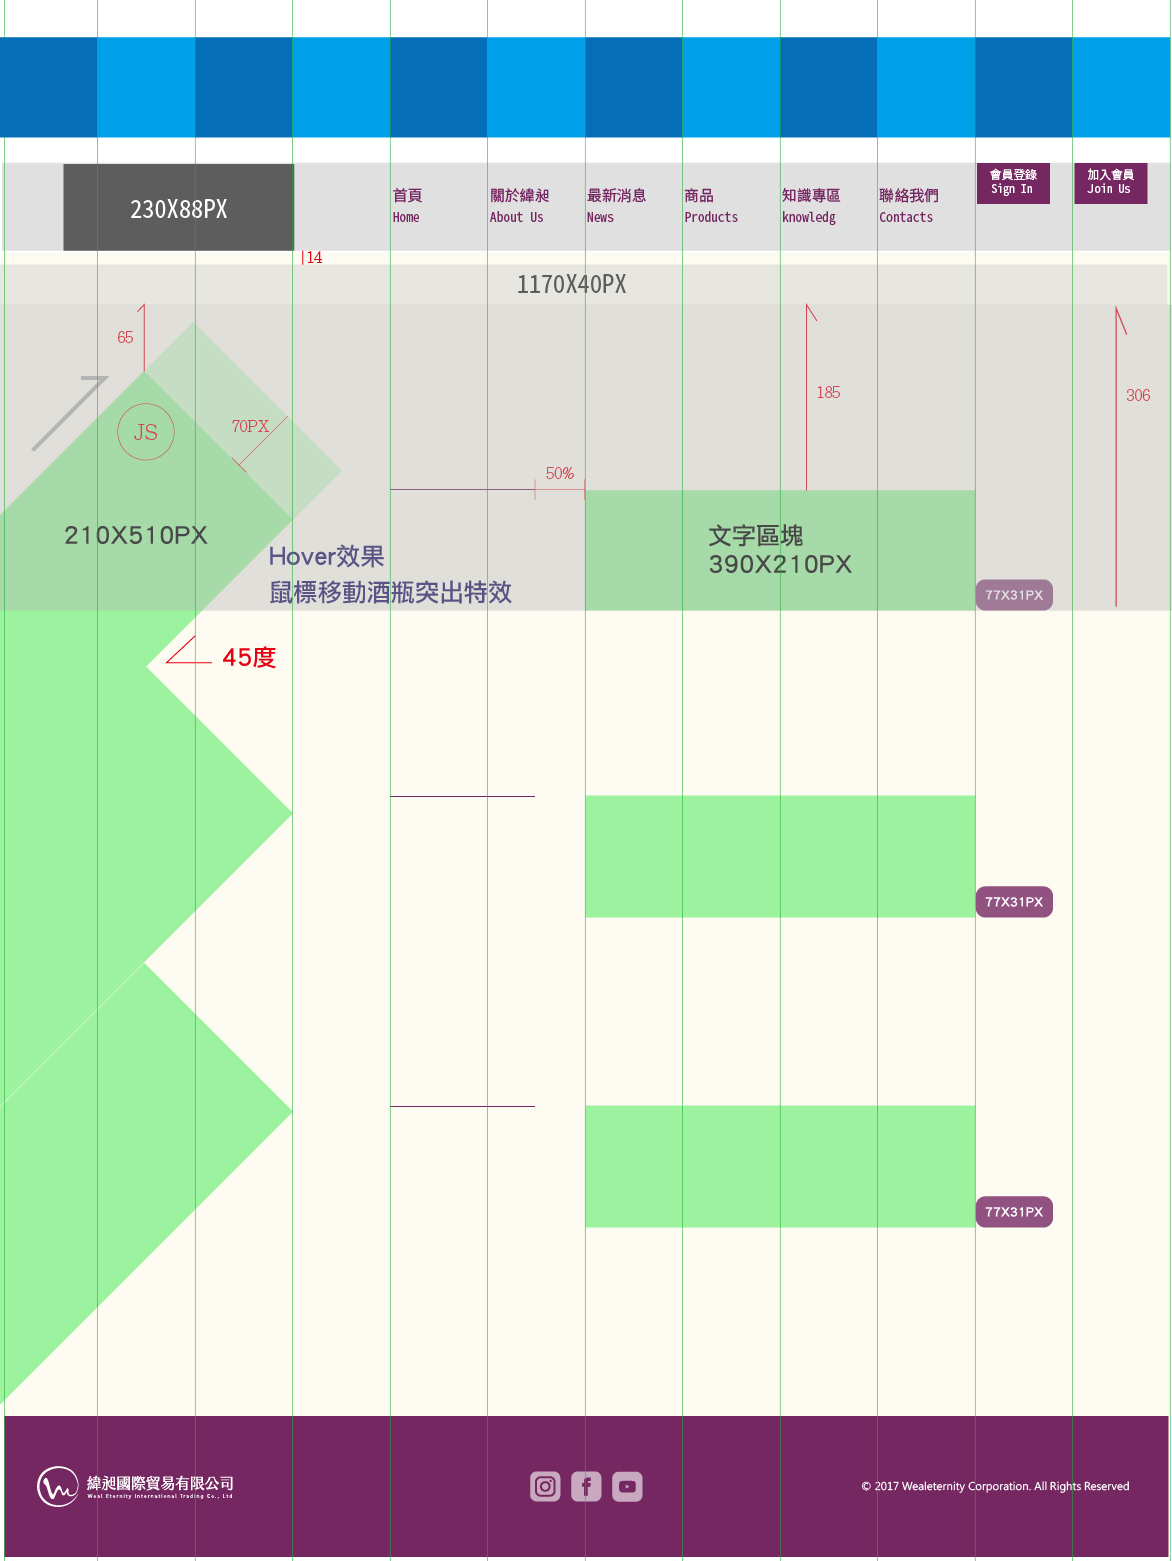 230X88PX
首頁
Home
關於緯昶
About Us
最新消息
News
商品
Products
知識專區
knowledg
聯絡我們
Contacts
會員登錄
Sign In
加入會員
Join Us
14
1170X40PX
65
185
306
JS
70PX
50%
210X510PX
Hover效果
鼠標移動酒瓶突出特效
文字區塊
390X210PX
77X31PX
45度
77X31PX
77X31PX
緯昶國際貿易有限公司
Weal Eternity International Trading Co., Ltd
© 2017 Wealeternity Corporation. All Rights Reserved